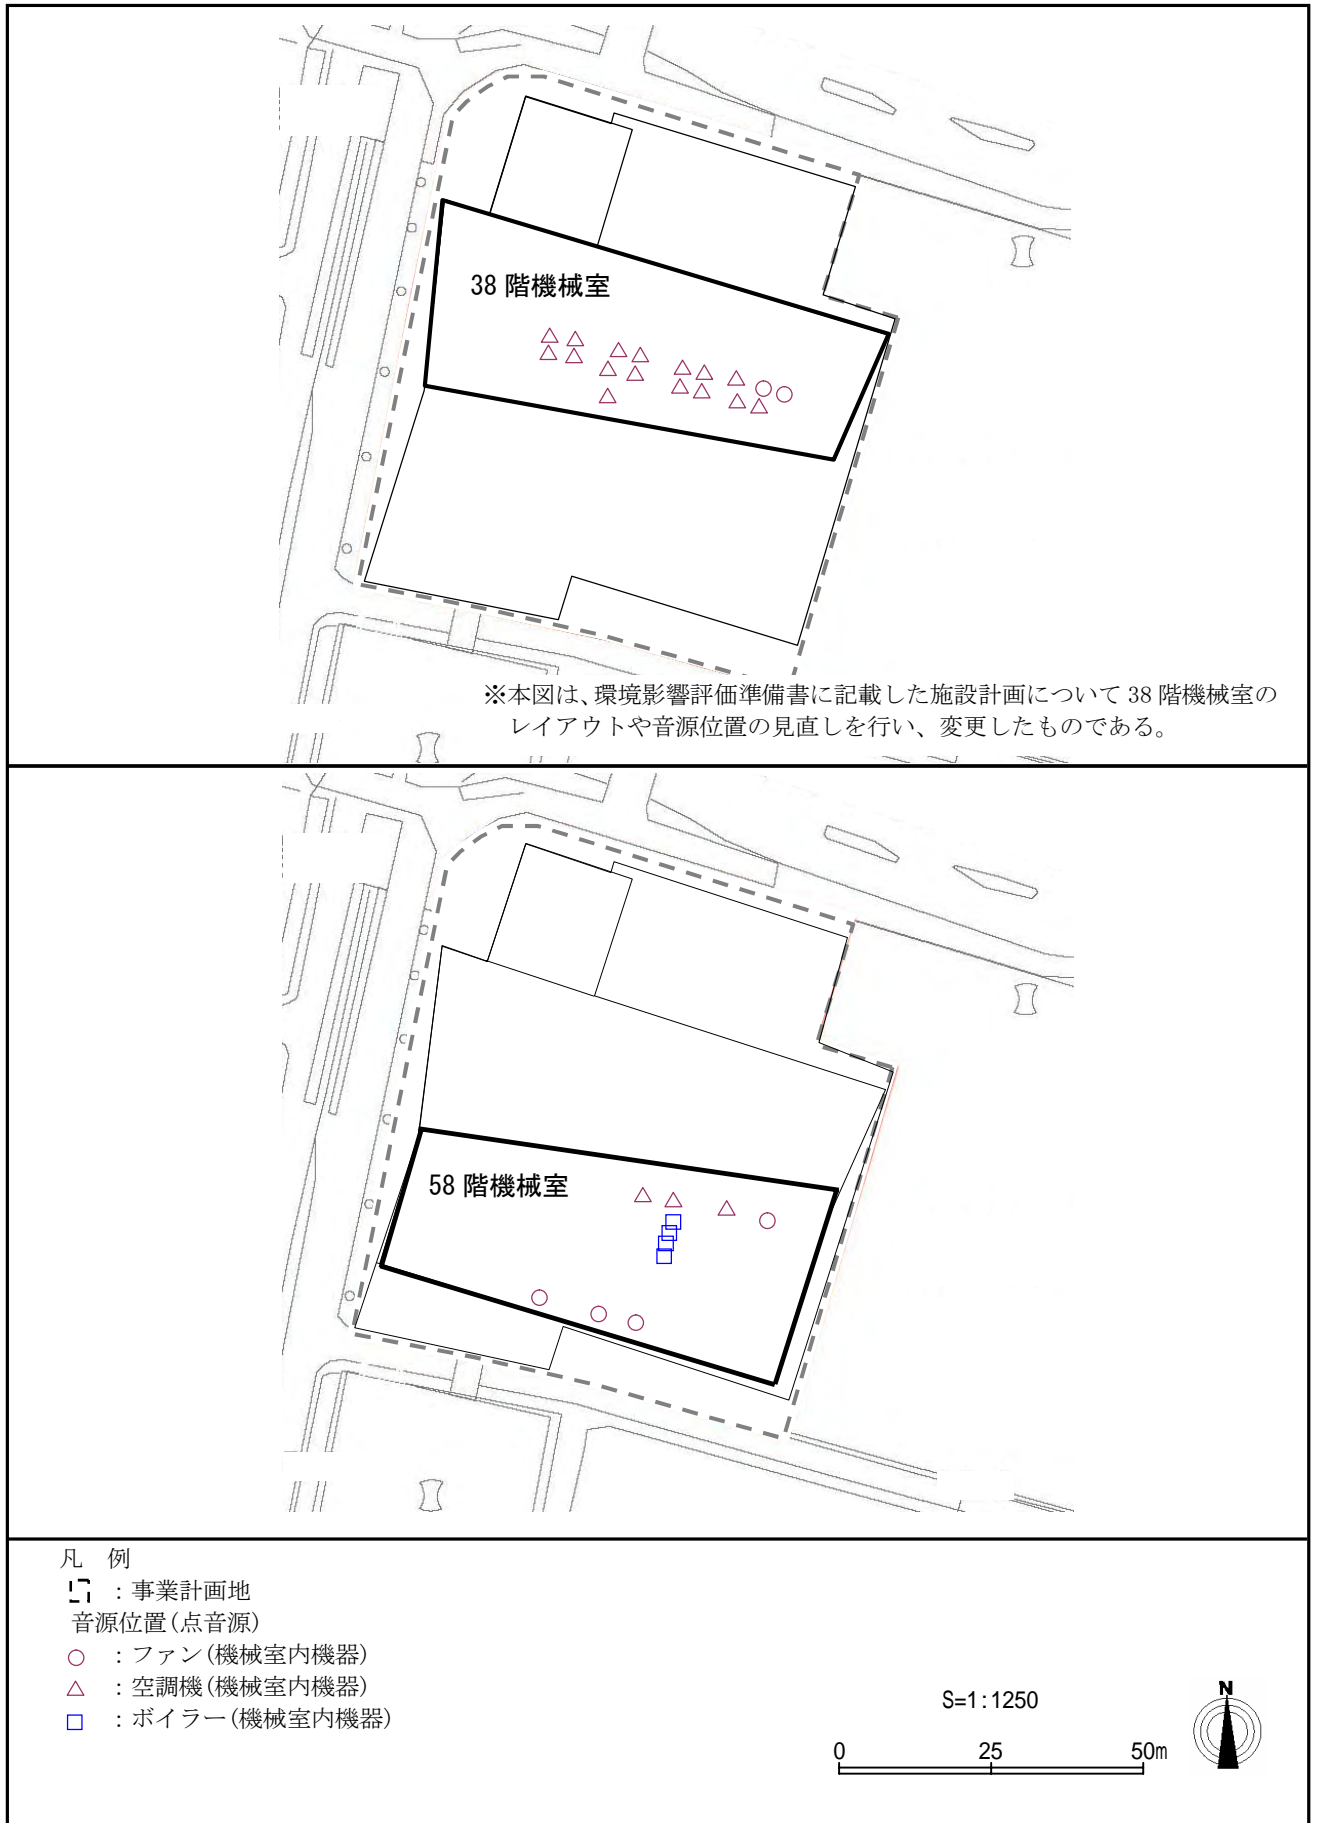 38 階機械室
※本図は、環境影響評価準備書に記載した施設計画について 38 階機械室の
レイアウトや音源位置の見直しを行い、変更したものである。
58 階機械室
凡　例
：事業計画地
音源位置(点音源)
：ファン(機械室内機器)
：空調機(機械室内機器)
：ボイラー(機械室内機器)
S=1:1250
N
0 25 50m